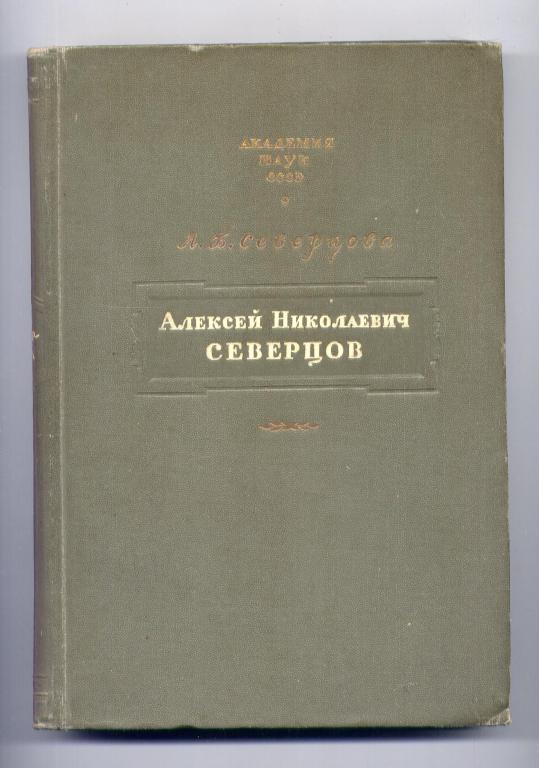 АКАДЕМИЯ
НАУК
СССР
Л. Б. Северцова
Алексей Николаевич
СЕВЕРЦОВ